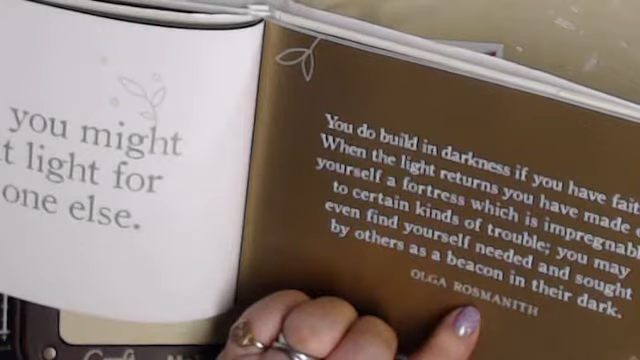 you might
t light for
one else.
You do build in darkness if you have fait
When the light returns you have made o
yourself a fortress which is impregnabl
to certain kinds of trouble; you may
even find yourself needed and sought
by others as a beacon in their dark.
OLGA ROSMANITH